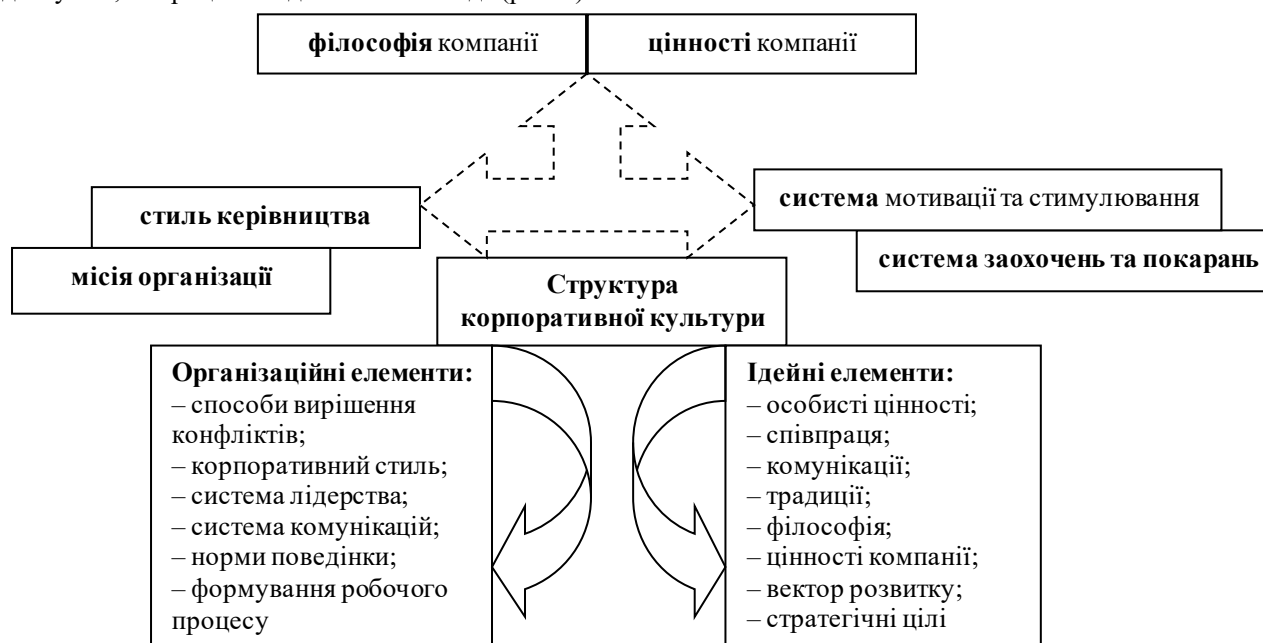 філософія компанії
цінності компанії
стиль керівництва
місія організації
система мотивації та стимулювання
система заохочень та покарань
Структура
корпоративної культури
Організаційні елементи:
– способи вирішення
конфліктів;
– корпоративний стиль;
– система лідерства;
– система комунікацій;
– норми поведінки;
– формування робочого
процесу
Ідейні елементи:
– особисті цінності;
– співпраця;
– комунікації;
– традиції;
– філософія;
– цінності компанії;
– вектор розвитку;
– стратегічні цілі